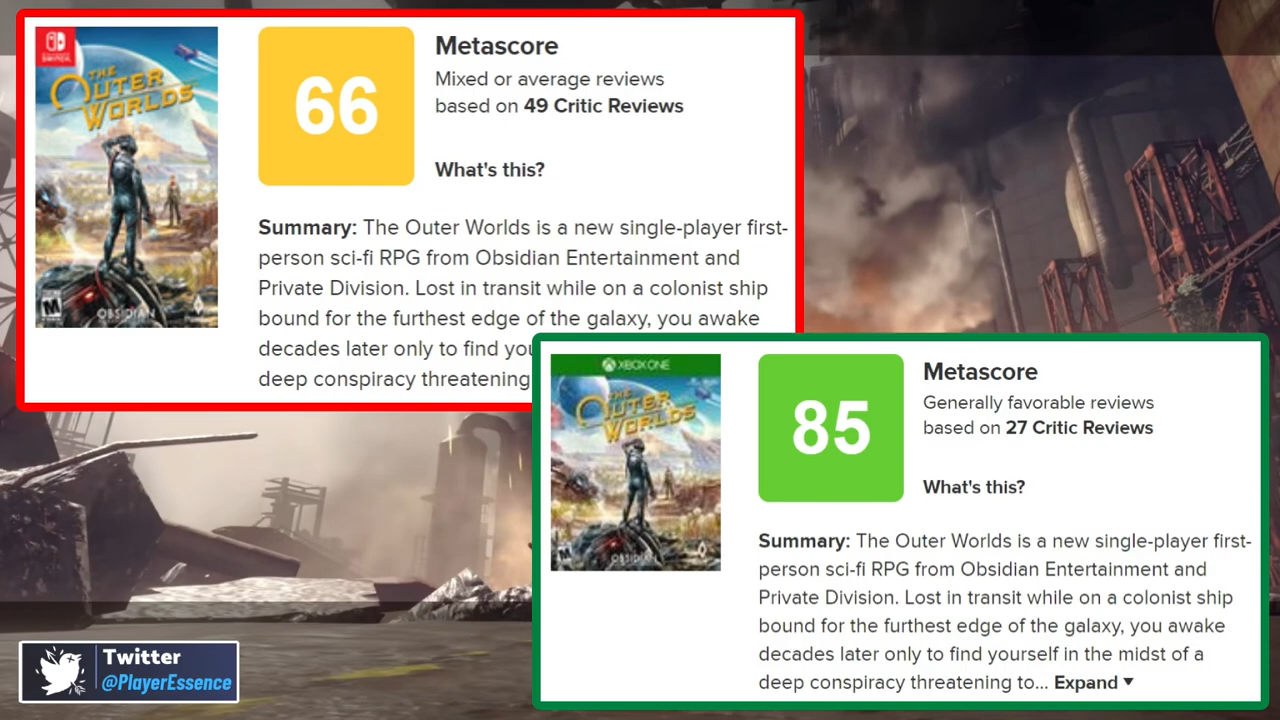 NINTENDO
SWITCH
THE
OUTER
WORLDS
M
OBSIDIAN
66
Metascore
Mixed or average reviews
based on 49 Critic Reviews
What's this?
Summary: The Outer Worlds is a new single-player first-
person sci-fi RPG from Obsidian Entertainment and
Private Division. Lost in transit while on a colonist ship
bound for the furthest edge of the galaxy, you awake
decades later only to find you
deep conspiracy threatening
XBOX ONE
THE
OUTER
WORLDS
M
OBSIDIAN
85
Metascore
Generally favorable reviews
based on 27 Critic Reviews
What's this?
Summary: The Outer Worlds is a new single-player first-
person sci-fi RPG from Obsidian Entertainment and
Private Division. Lost in transit while on a colonist ship
bound for the furthest edge of the galaxy, you awake
decades later only to find yourself in the midst of a
deep conspiracy threatening to... Expand
Twitter
@PlayerEssence